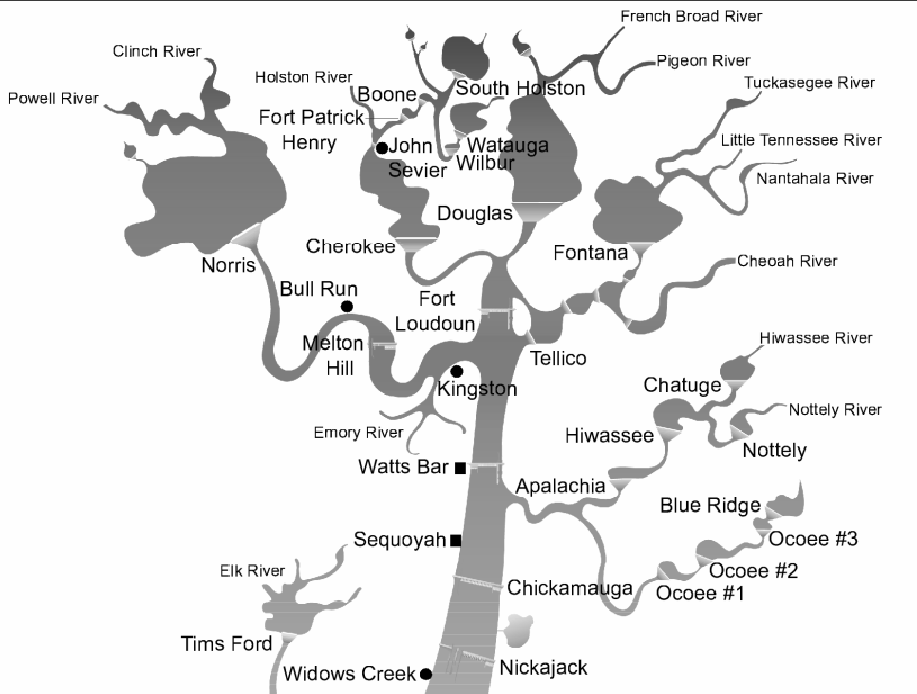 French Broad River
Clinch River
Pigeon River
Holston River
Tuckasegee River
Powell River
Boone
South Holston
Fort Patrick
Henry
John
Sevier
Watauga
Wilbur
Little Tennessee River
Nantahala River
Douglas
Cherokee
Fontana
Norris
Cheoah River
Bull Run
Fort
Loudoun
Melton
Hill
Tellico
Hiwassee River
Kingston
Chatuge
Nottely River
Emory River
Hiwassee
Nottely
Watts Bar
Apalachia
Blue Ridge
Sequoyah
Ocoee #3
Elk River
Ocoee #2
Chickamauga
Ocoee #1
Tims Ford
Nickajack
Widows Creek